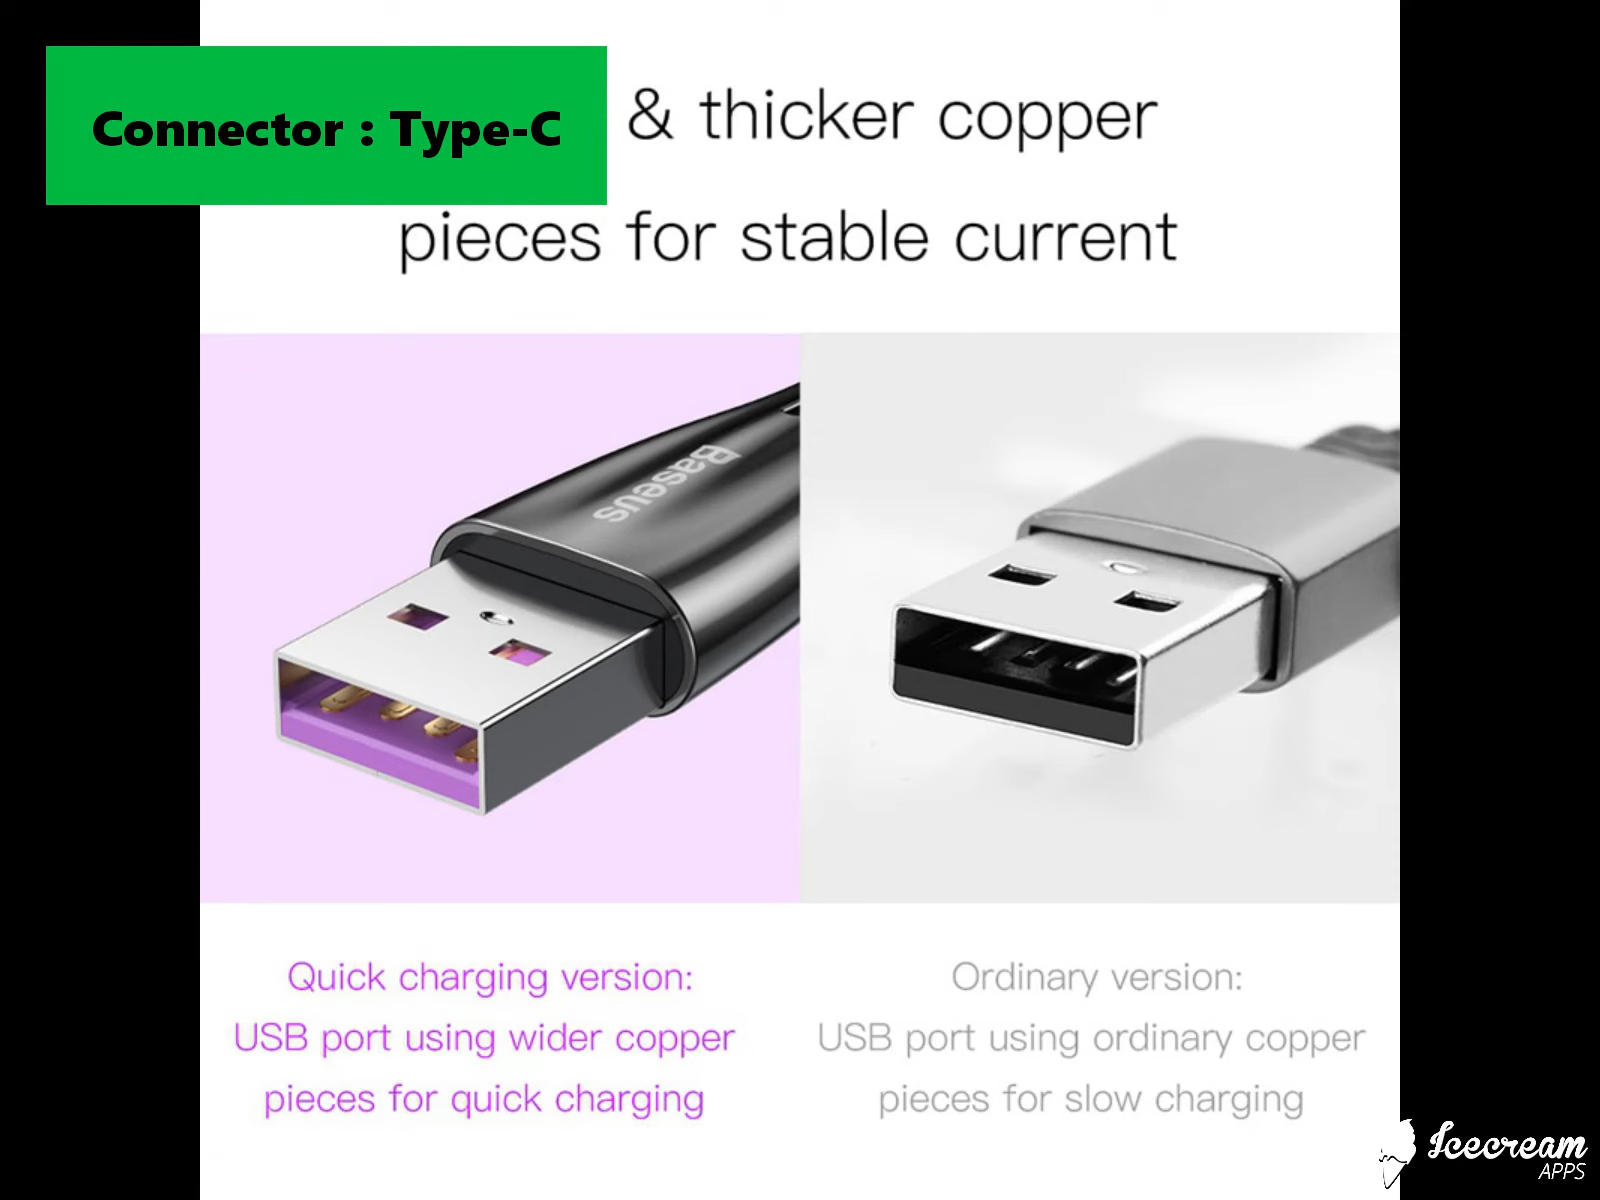 Connector : Type-C
& thicker copper
pieces for stable current
Baseus
Quick charging version:
USB port using wider copper
pieces for quick charging
Ordinary version:
USB port using ordinary copper
pieces for slow charging
Icecream
APPS